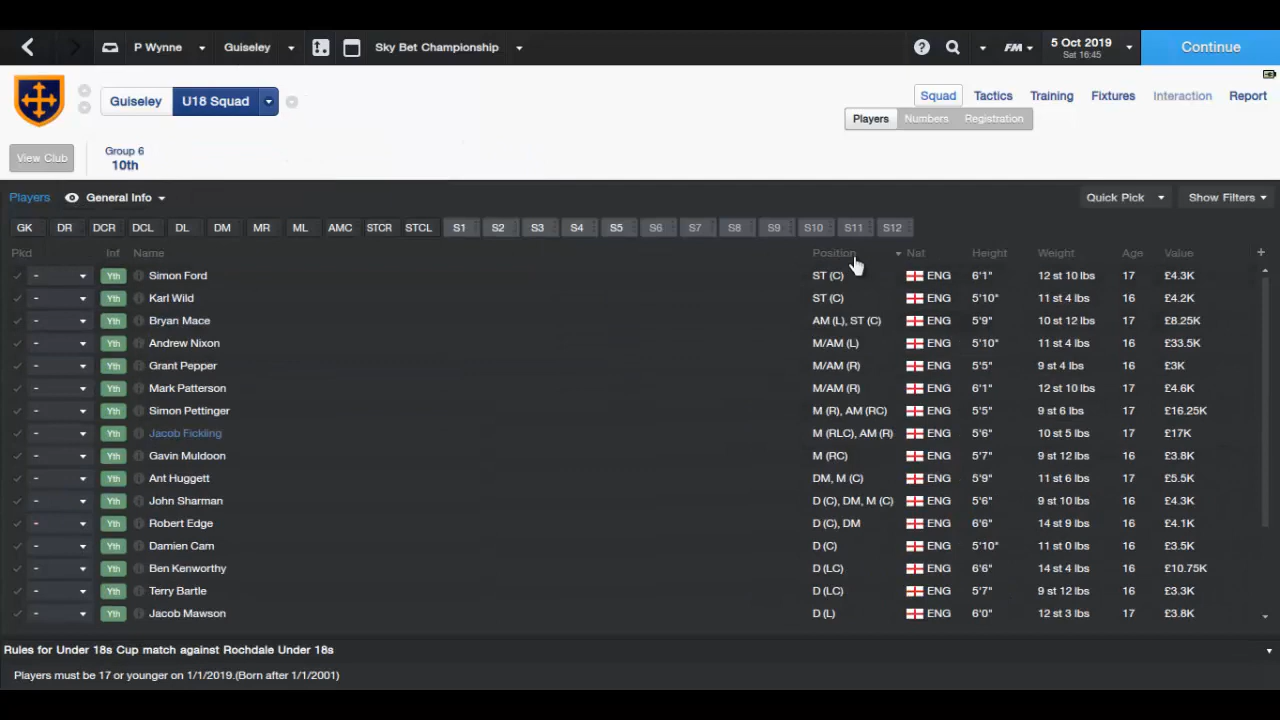 P Wynne Guiseley Sky Bet Championship ? FM 5 Oct 2019 Continue
Sat 16:45
Guiseley U18 Squad Squad Tactics Training Fixtures Interaction Report
Players Numbers Registration
View Club Group 6
10th
Players General Info Quick Pick Show Filters
GK DR DCR DCL DL DM MR ML AMC STCR STCL S1 S2 S3 S4 S5 S6 S7 S8 S9 S10 S11 S12
Pkd Inf Name Position Nat Height Weight Age Value +
- Yth Simon Ford ST (C) ENG 6'1" 12 st 10 lbs 17 £4.3K
- Yth Karl Wild ST (C) ENG 5'10" 11 st 4 lbs 16 £4.2K
- Yth Bryan Mace AM (L), ST (C) ENG 5'9" 10 st 12 lbs 17 £8.25K
- Yth Andrew Nixon M/AM (L) ENG 5'10" 11 st 4 lbs 16 £33.5K
- Yth Grant Pepper M/AM (R) ENG 5'5" 9 st 4 lbs 16 £3K
- Yth Mark Patterson M/AM (R) ENG 6'1" 12 st 10 lbs 17 £4.6K
- Yth Simon Pettinger M (R), AM (RC) ENG 5'5" 9 st 6 lbs 17 £16.25K
- Yth Jacob Fickling M (RLC), AM (R) ENG 5'6" 10 st 5 lbs 17 £17K
- Yth Gavin Muldoon M (RC) ENG 5'7" 9 st 12 lbs 16 £3.8K
- Yth Ant Huggett DM, M (C) ENG 5'9" 11 st 6 lbs 17 £5.5K
- Yth John Sharman D (C), DM, M (C) ENG 5'6" 9 st 10 lbs 16 £4.3K
- Yth Robert Edge D (C), DM ENG 6'6" 14 st 9 lbs 16 £4.1K
- Yth Damien Cam D (C) ENG 5'10" 11 st 0 lbs 16 £3.5K
- Yth Ben Kenworthy D (LC) ENG 6'6" 14 st 4 lbs 16 £10.75K
- Yth Terry Bartle D (LC) ENG 5'7" 9 st 12 lbs 16 £3.3K
- Yth Jacob Mawson D (L) ENG 6'0" 12 st 3 lbs 17 £3.8K
Rules for Under 18s Cup match against Rochdale Under 18s
Players must be 17 or younger on 1/1/2019.(Born after 1/1/2001)